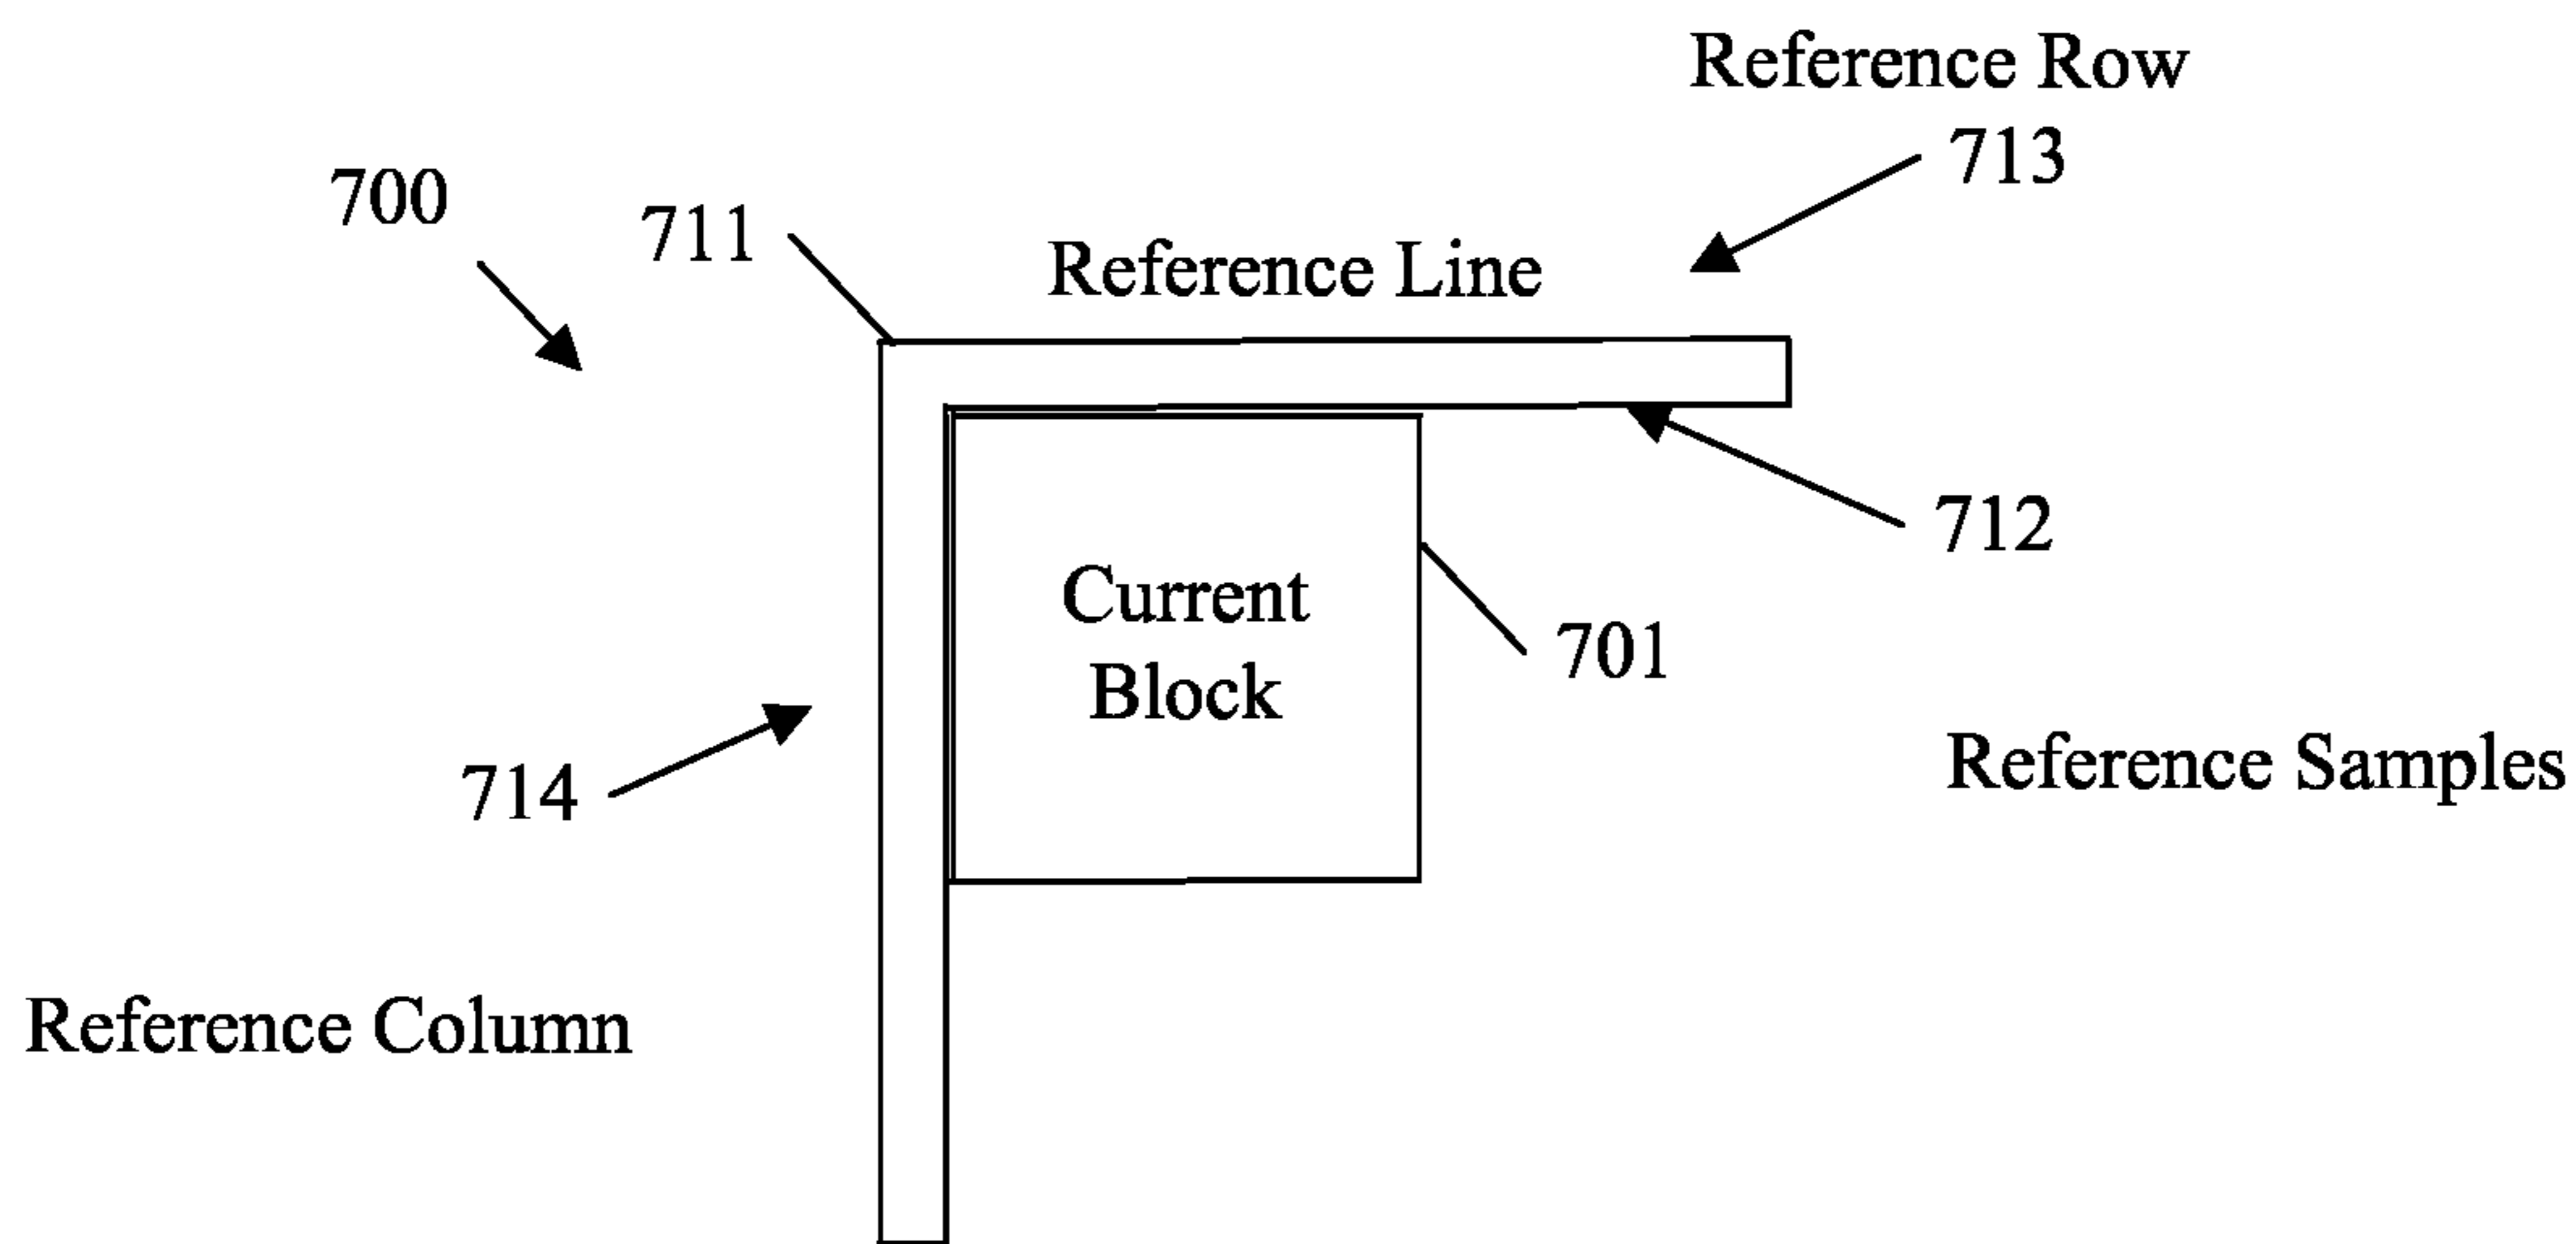 Reference Row
713
700
711
Reference Line
712
Current
Block
701
714
Reference Samples
Reference Column